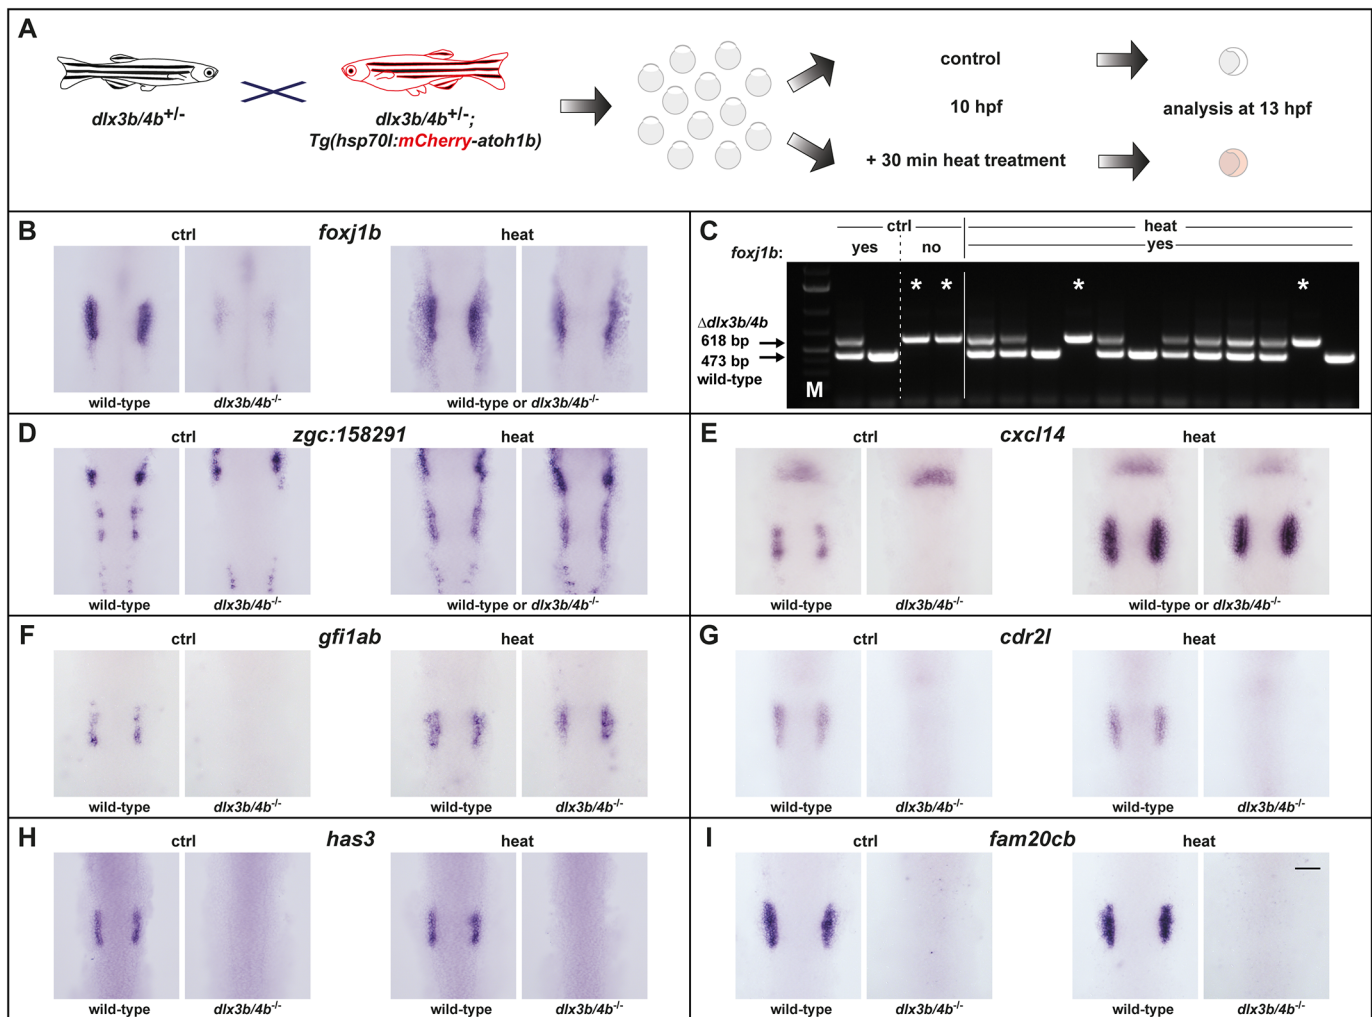 A
dlx3b/4b+/-
dlx3b/4b+/-;
Tg(hsp70l:mCherry-atoh1b)
control
10 hpf
+ 30 min heat treatment
analysis at 13 hpf
B
ctrl foxj1b heat
wild-type dlx3b/4b-/- wild-type or dlx3b/4b-/-
C
ctrl heat
foxj1b: yes no yes
* * * *
Δdlx3b/4b
618 bp
473 bp
wild-type
M
D
ctrl zgc:158291 heat
wild-type dlx3b/4b-/- wild-type or dlx3b/4b-/-
E
ctrl cxcl14 heat
wild-type dlx3b/4b-/- wild-type or dlx3b/4b-/-
F
ctrl gfi1ab heat
wild-type dlx3b/4b-/- wild-type dlx3b/4b-/-
G
ctrl cdr2l heat
wild-type dlx3b/4b-/- wild-type dlx3b/4b-/-
H
ctrl has3 heat
wild-type dlx3b/4b-/- wild-type dlx3b/4b-/-
I
ctrl fam20cb heat
wild-type dlx3b/4b-/- wild-type dlx3b/4b-/-